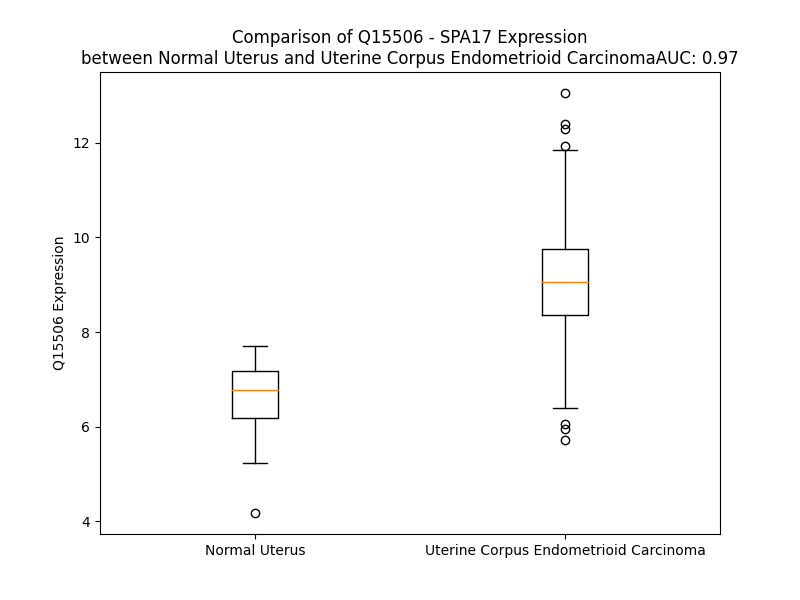 Comparison of Q15506 - SPA17 Expression
between Normal Uterus and Uterine Corpus Endometrioid CarcinomaAUC: 0.97
12
10
8
6
4
Q15506 Expression
Normal Uterus
Uterine Corpus Endometrioid Carcinoma